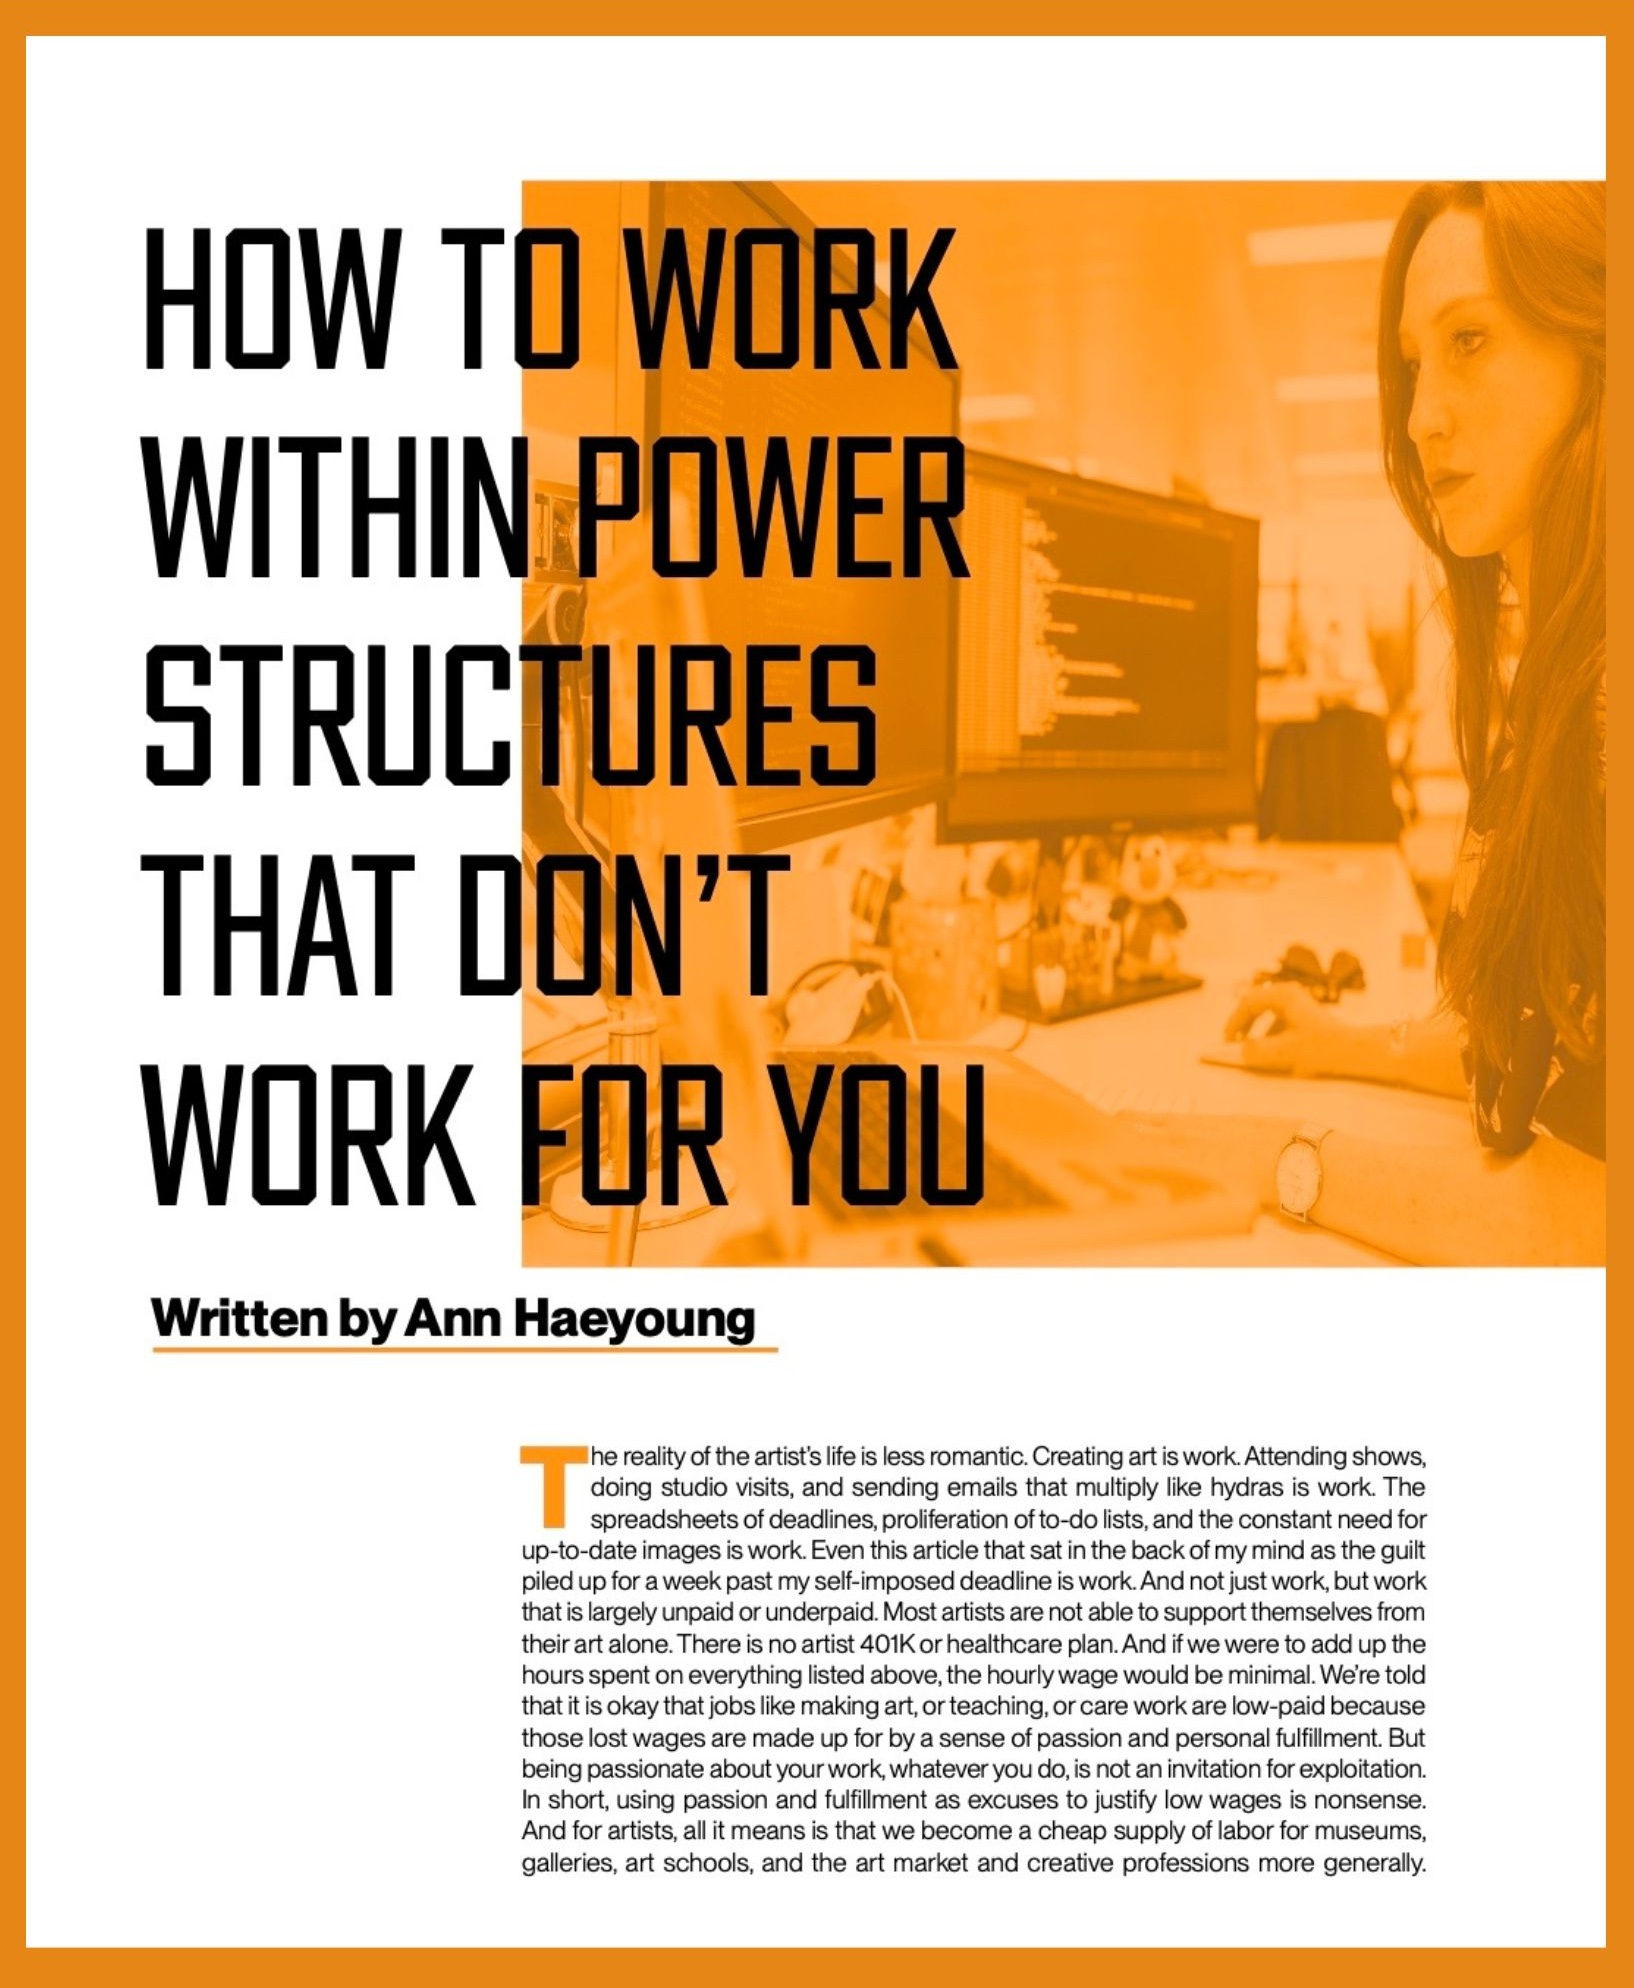 HOW TO WORK
WITHIN POWER
STRUCTURES
THAT DON'T
WORK FOR YOU
Written by Ann Haeyoung
The reality of the artist's life is less romantic. Creating art is work. Attending shows,
doing studio visits, and sending emails that multiply like hydras is work. The
spreadsheets of deadlines, proliferation of to-do lists, and the constant need for
up-to-date images is work. Even this article that sat in the back of my mind as the guilt
piled up for a week past my self-imposed deadline is work. And not just work, but work
that is largely unpaid or underpaid. Most artists are not able to support themselves from
their art alone. There is no artist 401K or healthcare plan. And if we were to add up the
hours spent on everything listed above, the hourly wage would be minimal. We're told
that it is okay that jobs like making art, or teaching, or care work are low-paid because
those lost wages are made up for by a sense of passion and personal fulfillment. But
being passionate about your work, whatever you do, is not an invitation for exploitation.
In short, using passion and fulfillment as excuses to justify low wages is nonsense.
And for artists, all it means is that we become a cheap supply of labor for museums,
galleries, art schools, and the art market and creative professions more generally.